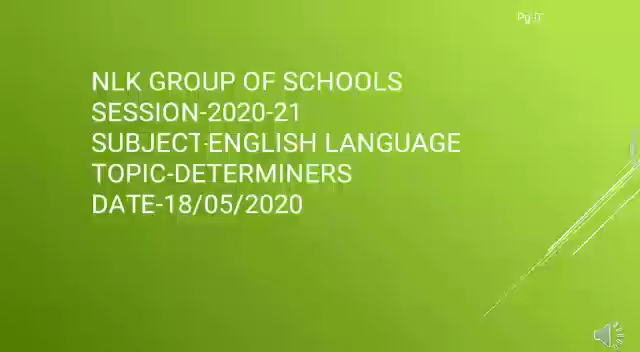 NLK GROUP OF SCHOOLS
SESSION-2020-21
SUBJECT-ENGLISH LANGUAGE
TOPIC-DETERMINERS
DATE-18/05/2020